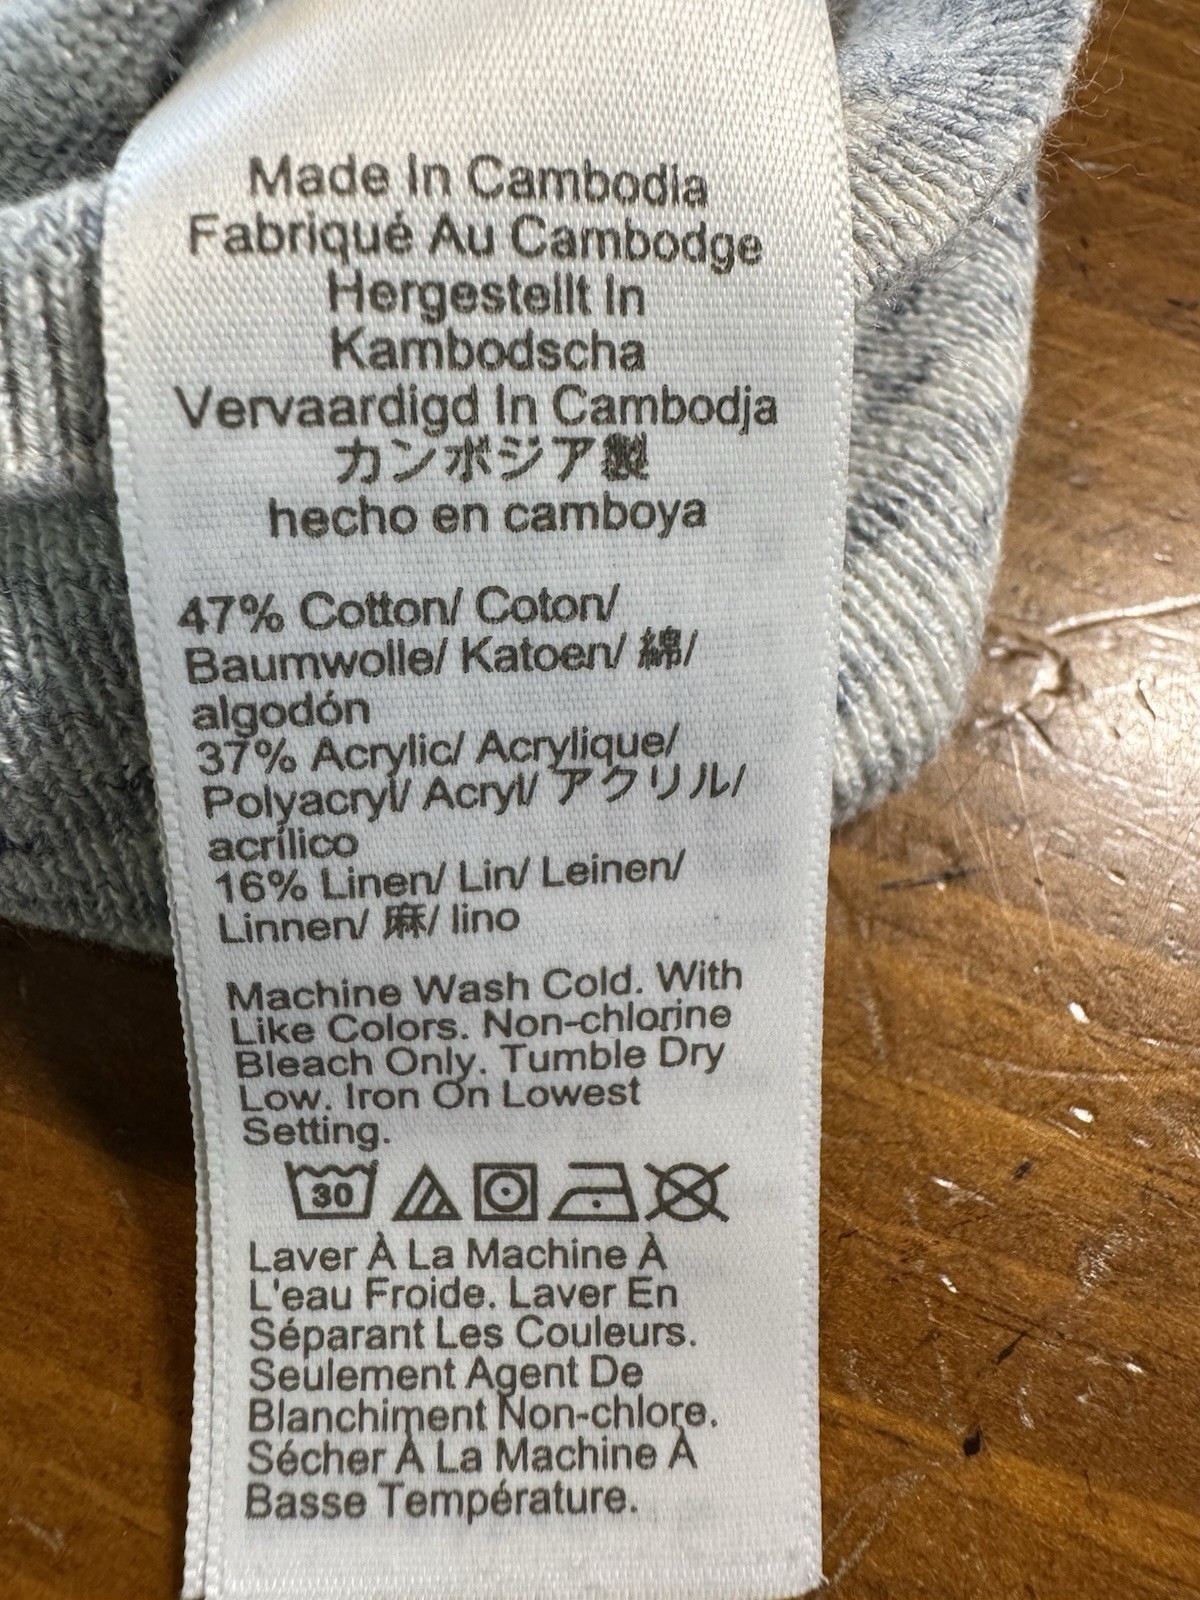 Made In Cambodia
Fabriqué Au Cambodge
Hergestellt In
Kambodscha
Vervaardigd In Cambodja
カンボジア製
hecho en camboya
47% Cotton/ Coton/
Baumwolle/ Katoen/ 綿/
algodón
37% Acrylic/ Acrylique/
Polyacryl/ Acryl/ アクリル/
acrílico
16% Linen/ Lin/ Leinen/
Linnen/ 麻/ lino
Machine Wash Cold. With
Like Colors. Non-chlorine
Bleach Only. Tumble Dry
Low. Iron On Lowest
Setting.
30
Laver À La Machine À
L'eau Froide. Laver En
Séparant Les Couleurs.
Seulement Agent De
Blanchiment Non-chlore.
Sécher À La Machine À
Basse Température.